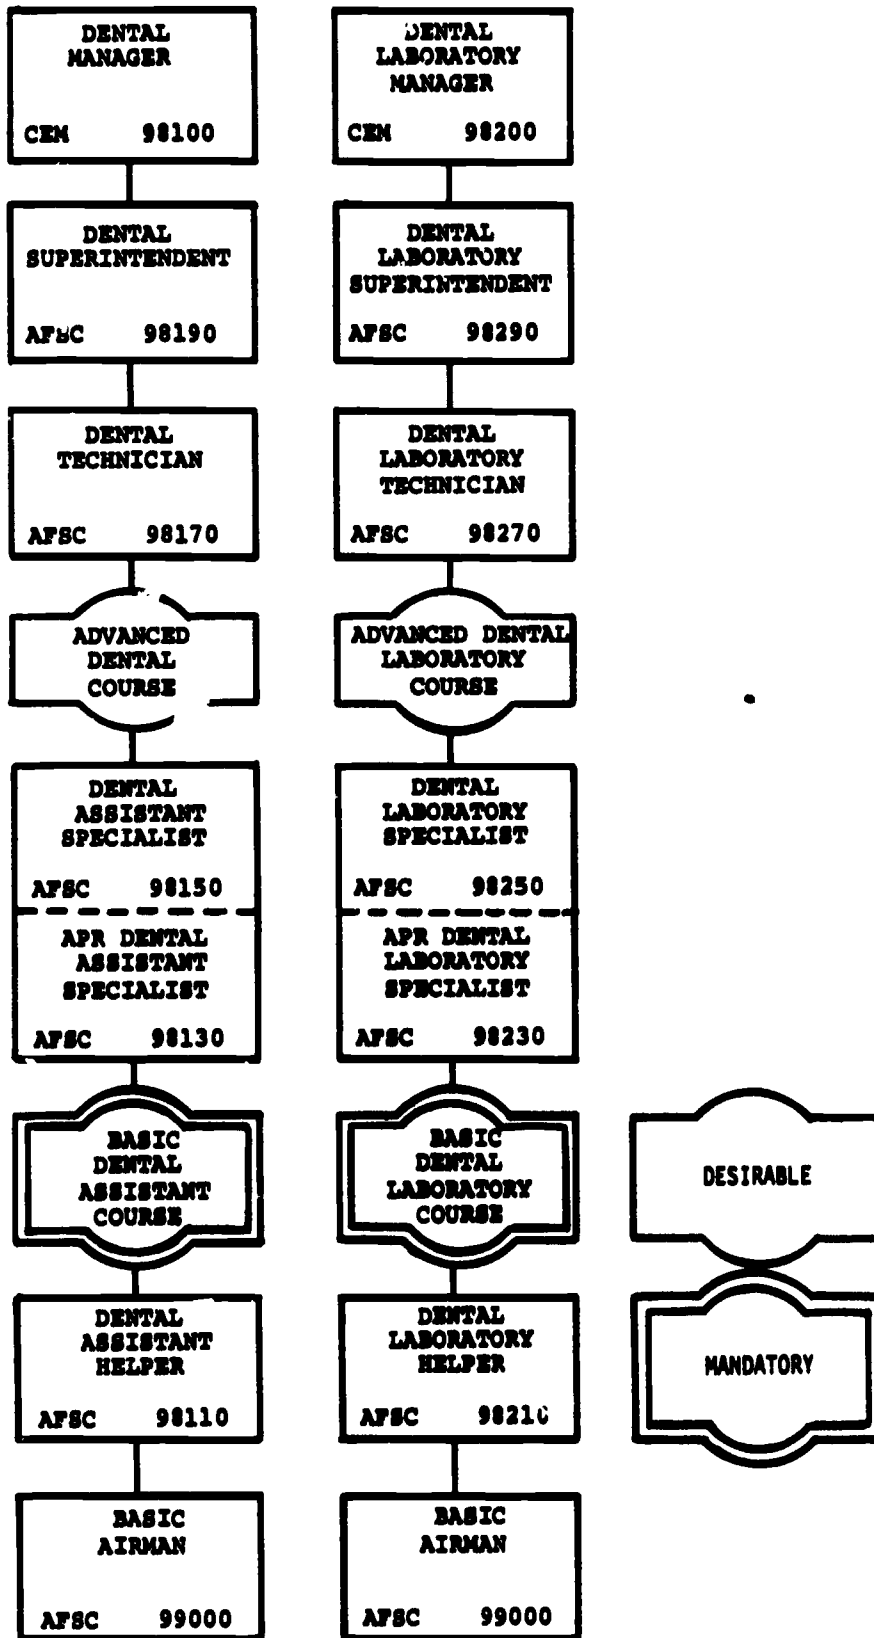 DENTAL
MANAGER
CEM 98100
DENTAL
SUPERINTENDENT
AFSC 98190
DENTAL
TECHNICIAN
AFSC 98170
ADVANCED
DENTAL
COURSE
DENTAL
ASSISTANT
SPECIALIST
AFSC 98150
APR DENTAL
ASSISTANT
SPECIALIST
AFSC 98130
BASIC
DENTAL
ASSISTANT
COURSE
DENTAL
ASSISTANT
HELPER
AFSC 98110
BASIC
AIRMAN
AFSC 99000
DENTAL
LABORATORY
MANAGER
CEM 98200
DENTAL
LABORATORY
SUPERINTENDENT
AFSC 98290
DENTAL
LABORATORY
TECHNICIAN
AFSC 98270
ADVANCED DENTAL
LABORATORY
COURSE
DENTAL
LABORATORY
SPECIALIST
AFSC 98250
APR DENTAL
LABORATORY
SPECIALIST
AFSC 98230
BASIC
DENTAL
LABORATORY
COURSE
DENTAL
LABORATORY
HELPER
AFSC 98210
BASIC
AIRMAN
AFSC 99000
DESIRABLE
MANDATORY